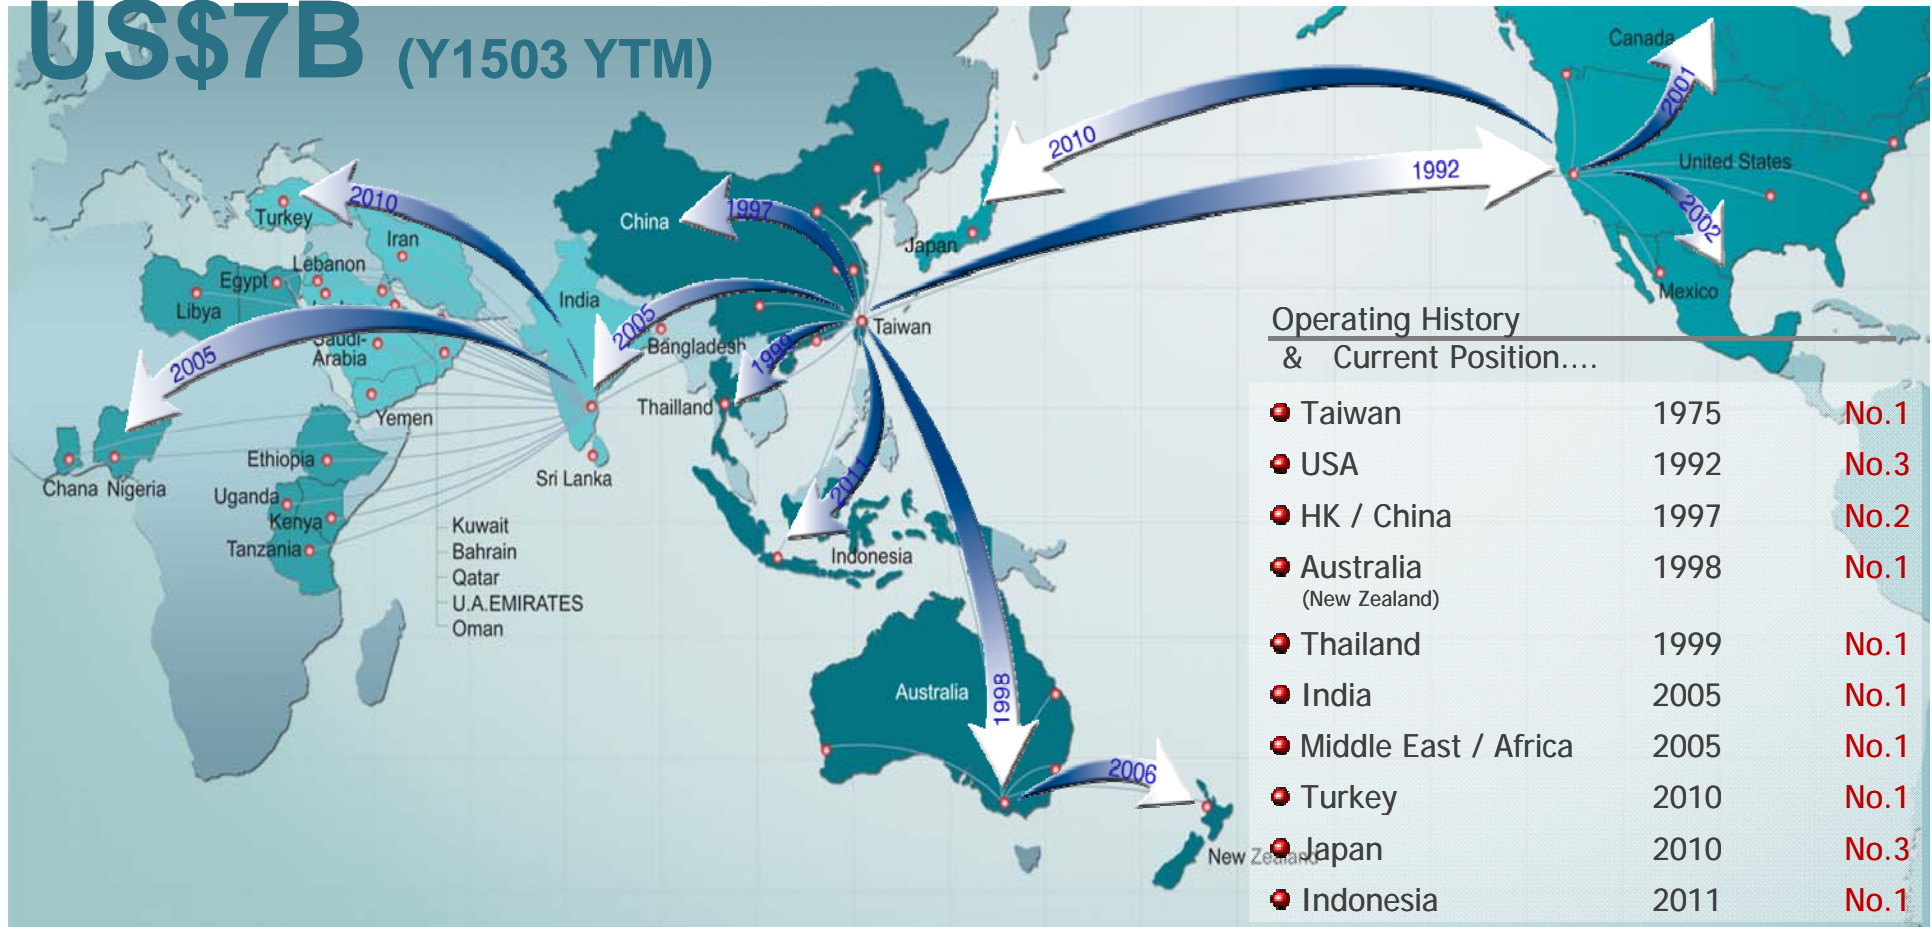 US$7B (Y1503 YTM)
Canada
2001
2010
1992
United States
2002
Mexico
2010
Turkey
Iran
Lebanon
Egypt
Libya
Saudi-
Arabia
2005
Yemen
China
1997
Japan
India
2005
Bangladesh
Taiwan
1999
Thailland
Chana Nigeria
Ethiopia
Uganda
Kenya
Tanzania
Sri Lanka
Kuwait
Bahrain
Qatar
U.A.EMIRATES
Oman
2011
Indonesia
Australia
1998
2006
New Zealand
Operating History
& Current Position....
Taiwan 1975 No.1
USA 1992 No.3
HK / China 1997 No.2
Australia 1998 No.1
(New Zealand)
Thailand 1999 No.1
India 2005 No.1
Middle East / Africa 2005 No.1
Turkey 2010 No.1
Japan 2010 No.3
Indonesia 2011 No.1